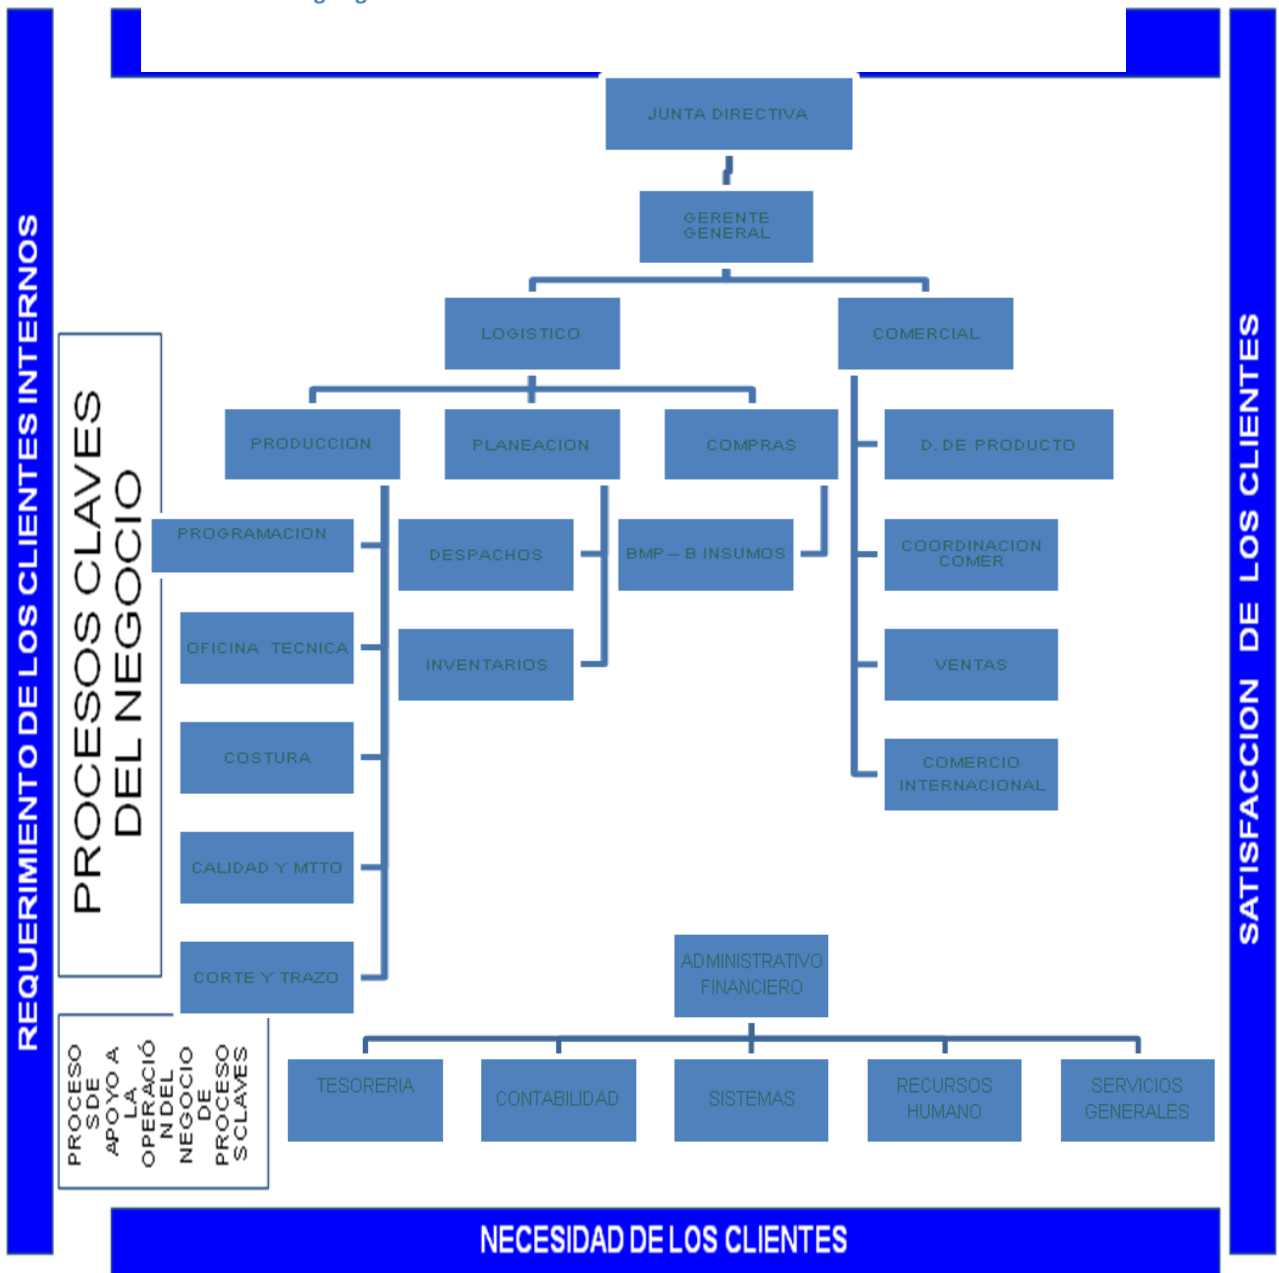 JUNTA DIRECTIVA
GERENTE
GENERAL
LOGISTICO
COMERCIAL
PRODUCCION
PLANEACION
COMPRAS
D. DE PRODUCTO
PROGRAMACION
DESPACHOS
BMP – B INSUMOS
COORDINACION
COMER
OFICINA TECNICA
INVENTARIOS
VENTAS
COSTURA
COMERCIO
INTERNACIONAL
CALIDAD Y MTTO
CORTE Y TRAZO
ADMINISTRATIVO
FINANCIERO
TESORERIA
CONTABILIDAD
SISTEMAS
RECURSOS
HUMANO
SERVICIOS
GENERALES
REQUERIMIENTO DE LOS CLIENTES INTERNOS
PROCESOS CLAVES
DEL NEGOCIO
PROCESO
S DE
APOYO A
LA
OPERACIÓ
N DEL
NEGOCIO
DE
PROCESO
S CLAVES
SATISFACCION DE LOS CLIENTES
NECESIDAD DE LOS CLIENTES